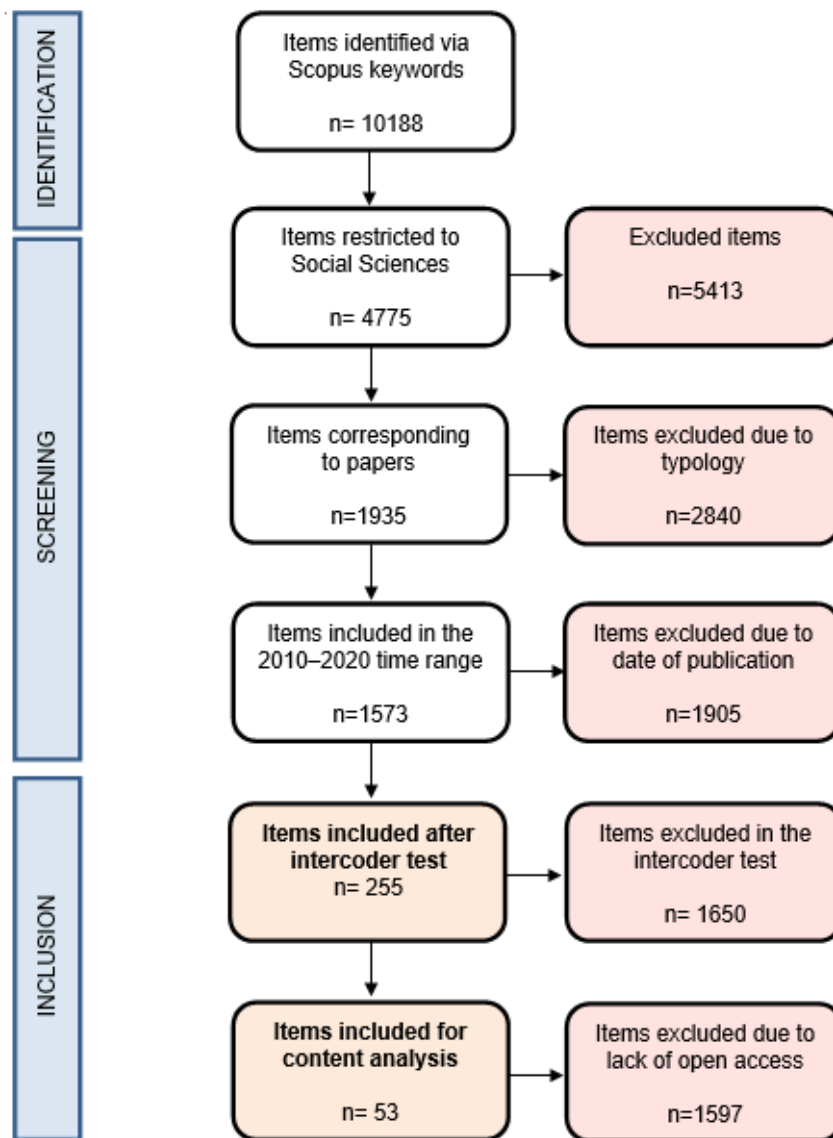 IDENTIFICATION
Items identified via
Scopus keywords
n= 10188
SCREENING
Items restricted to
Social Sciences
n= 4775
Excluded items
n=5413
Items corresponding
to papers
n=1935
Items excluded due to
typology
n=2840
Items included in the
2010–2020 time range
n=1573
Items excluded due to
date of publication
n=1905
INCLUSION
Items included after
intercoder test
n= 255
Items excluded in the
intercoder test
n= 1650
Items included for
content analysis
n= 53
Items excluded due to
lack of open access
n=1597